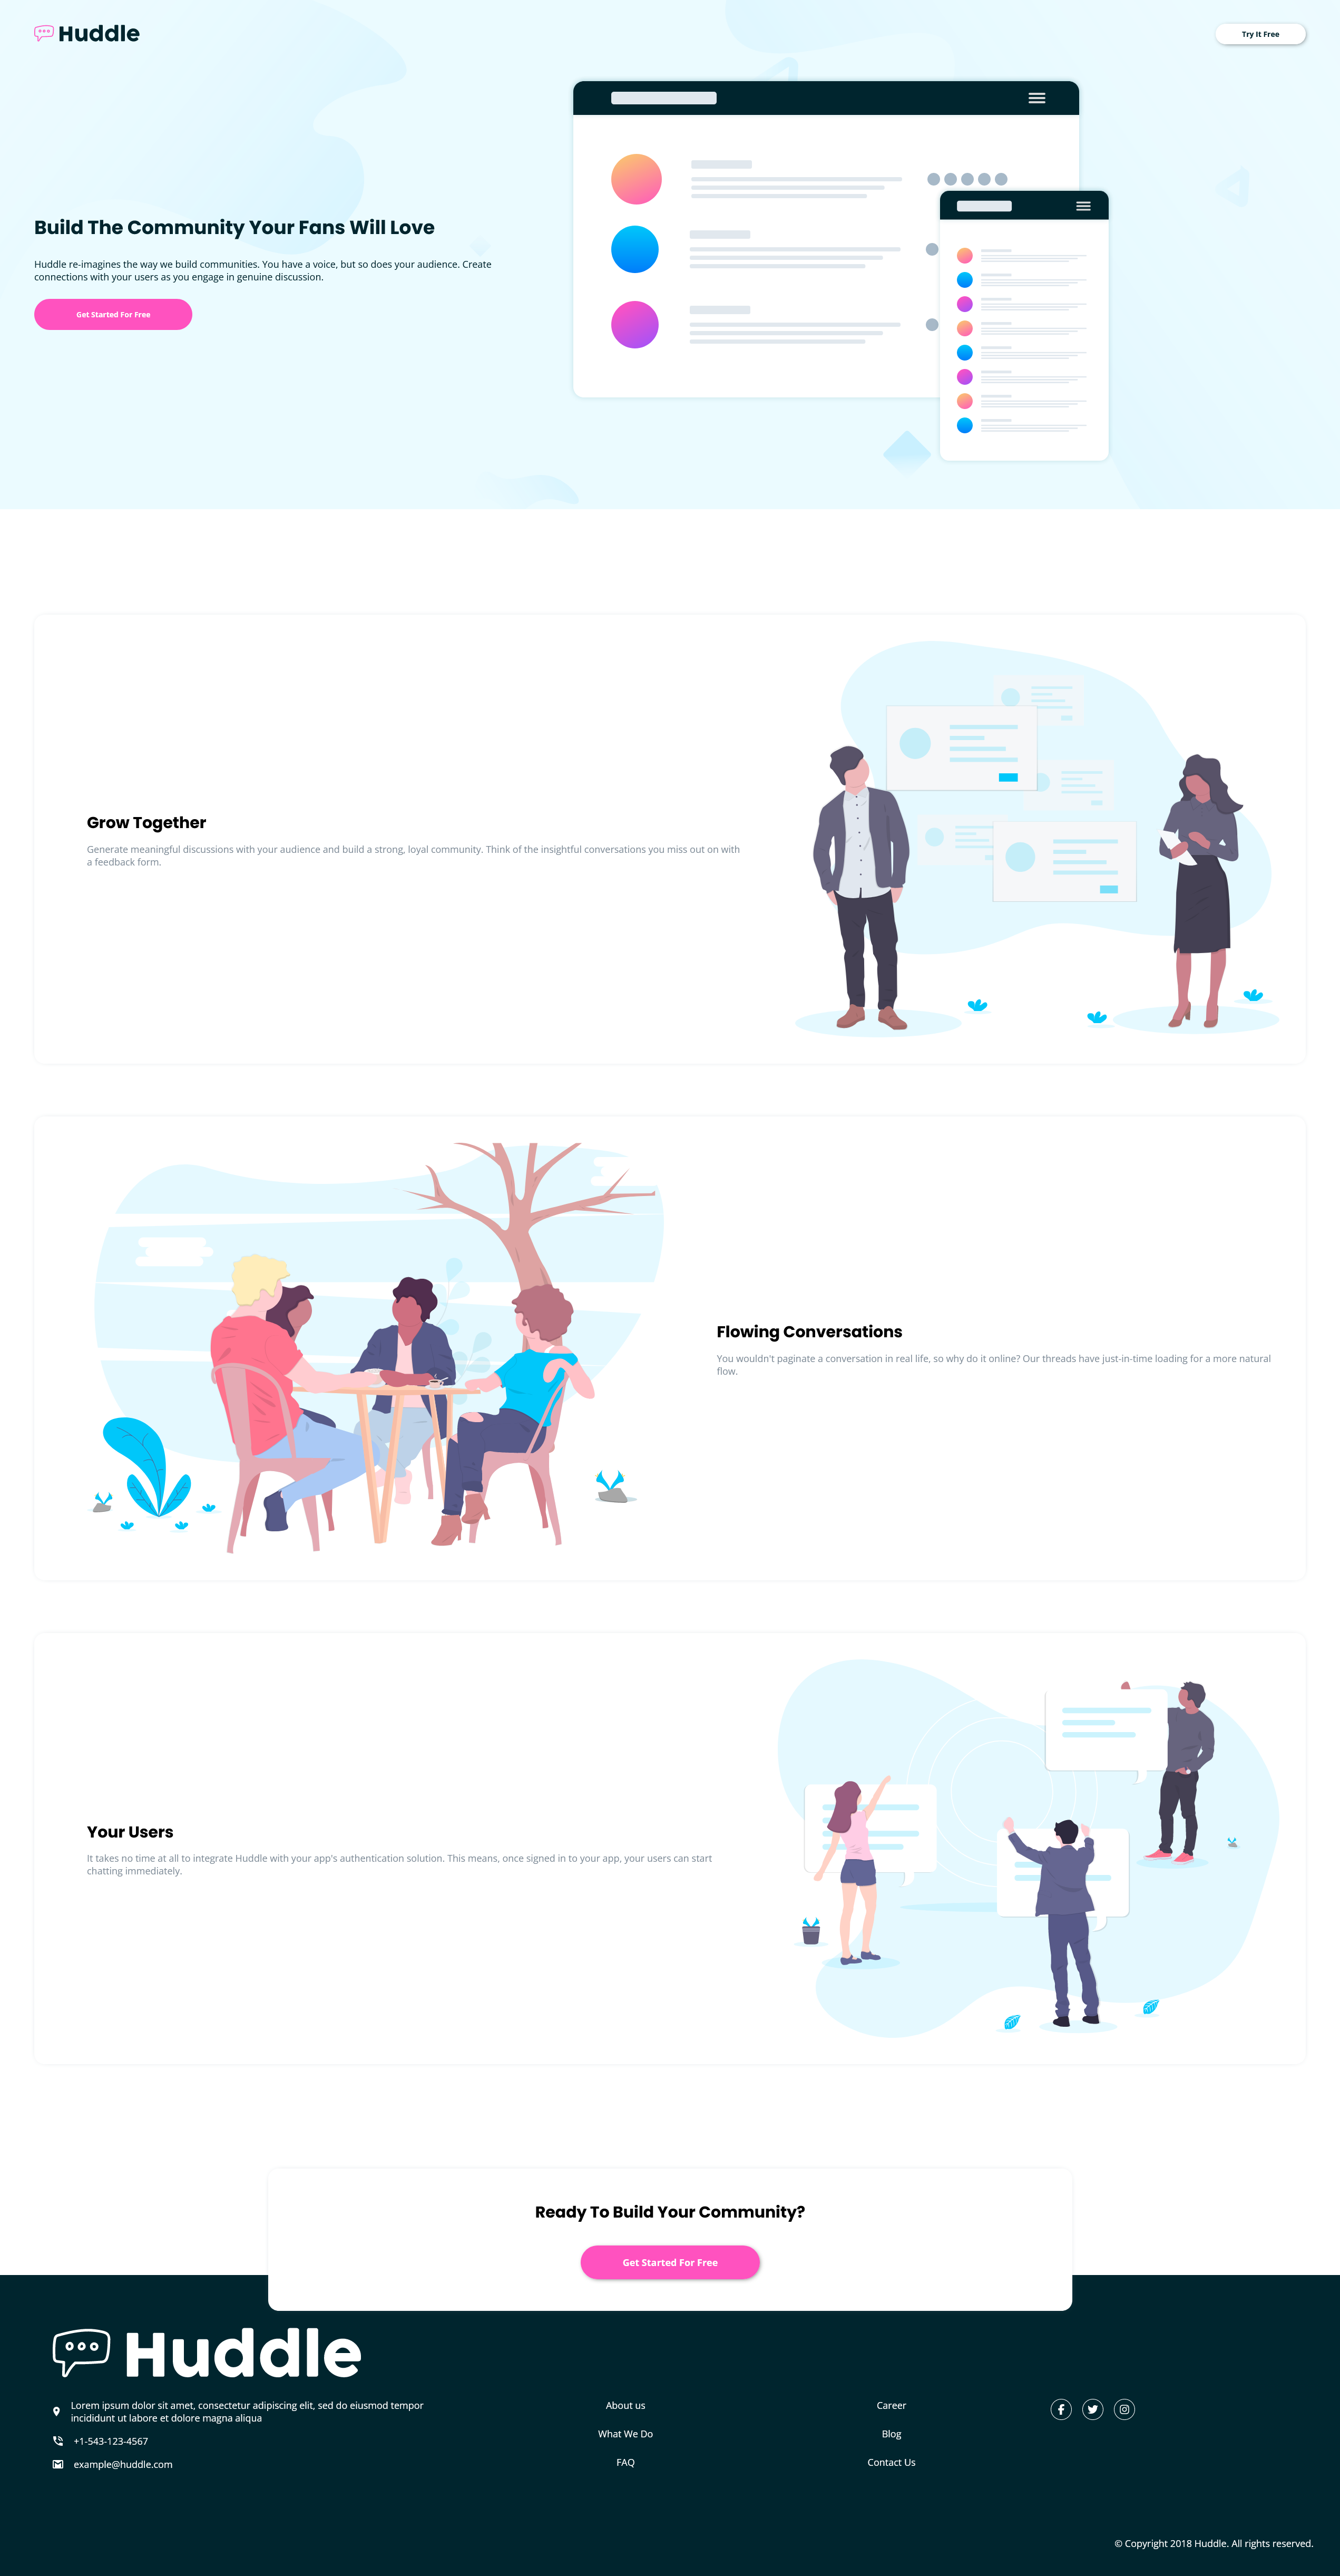 Huddle
Try It Free
Build The Community Your Fans Will Love
Huddle re-imagines the way we build communities. You have a voice, but so does your audience. Create
connections with your users as you engage in genuine discussion.
Get Started For Free
Grow Together
Generate meaningful discussions with your audience and build a strong, loyal community. Think of the insightful conversations you miss out on with
a feedback form.
Flowing Conversations
You wouldn't paginate a conversation in real life, so why do it online? Our threads have just-in-time loading for a more natural
flow.
Your Users
It takes no time at all to integrate Huddle with your app's authentication solution. This means, once signed in to your app, your users can start
chatting immediately.
Ready To Build Your Community?
Get Started For Free
Huddle
Lorem ipsum dolor sit amet, consectetur adipiscing elit, sed do eiusmod tempor
incididunt ut labore et dolore magna aliqua
+1-543-123-4567
example@huddle.com
About us
What We Do
FAQ
Career
Blog
Contact Us
© Copyright 2018 Huddle. All rights reserved.